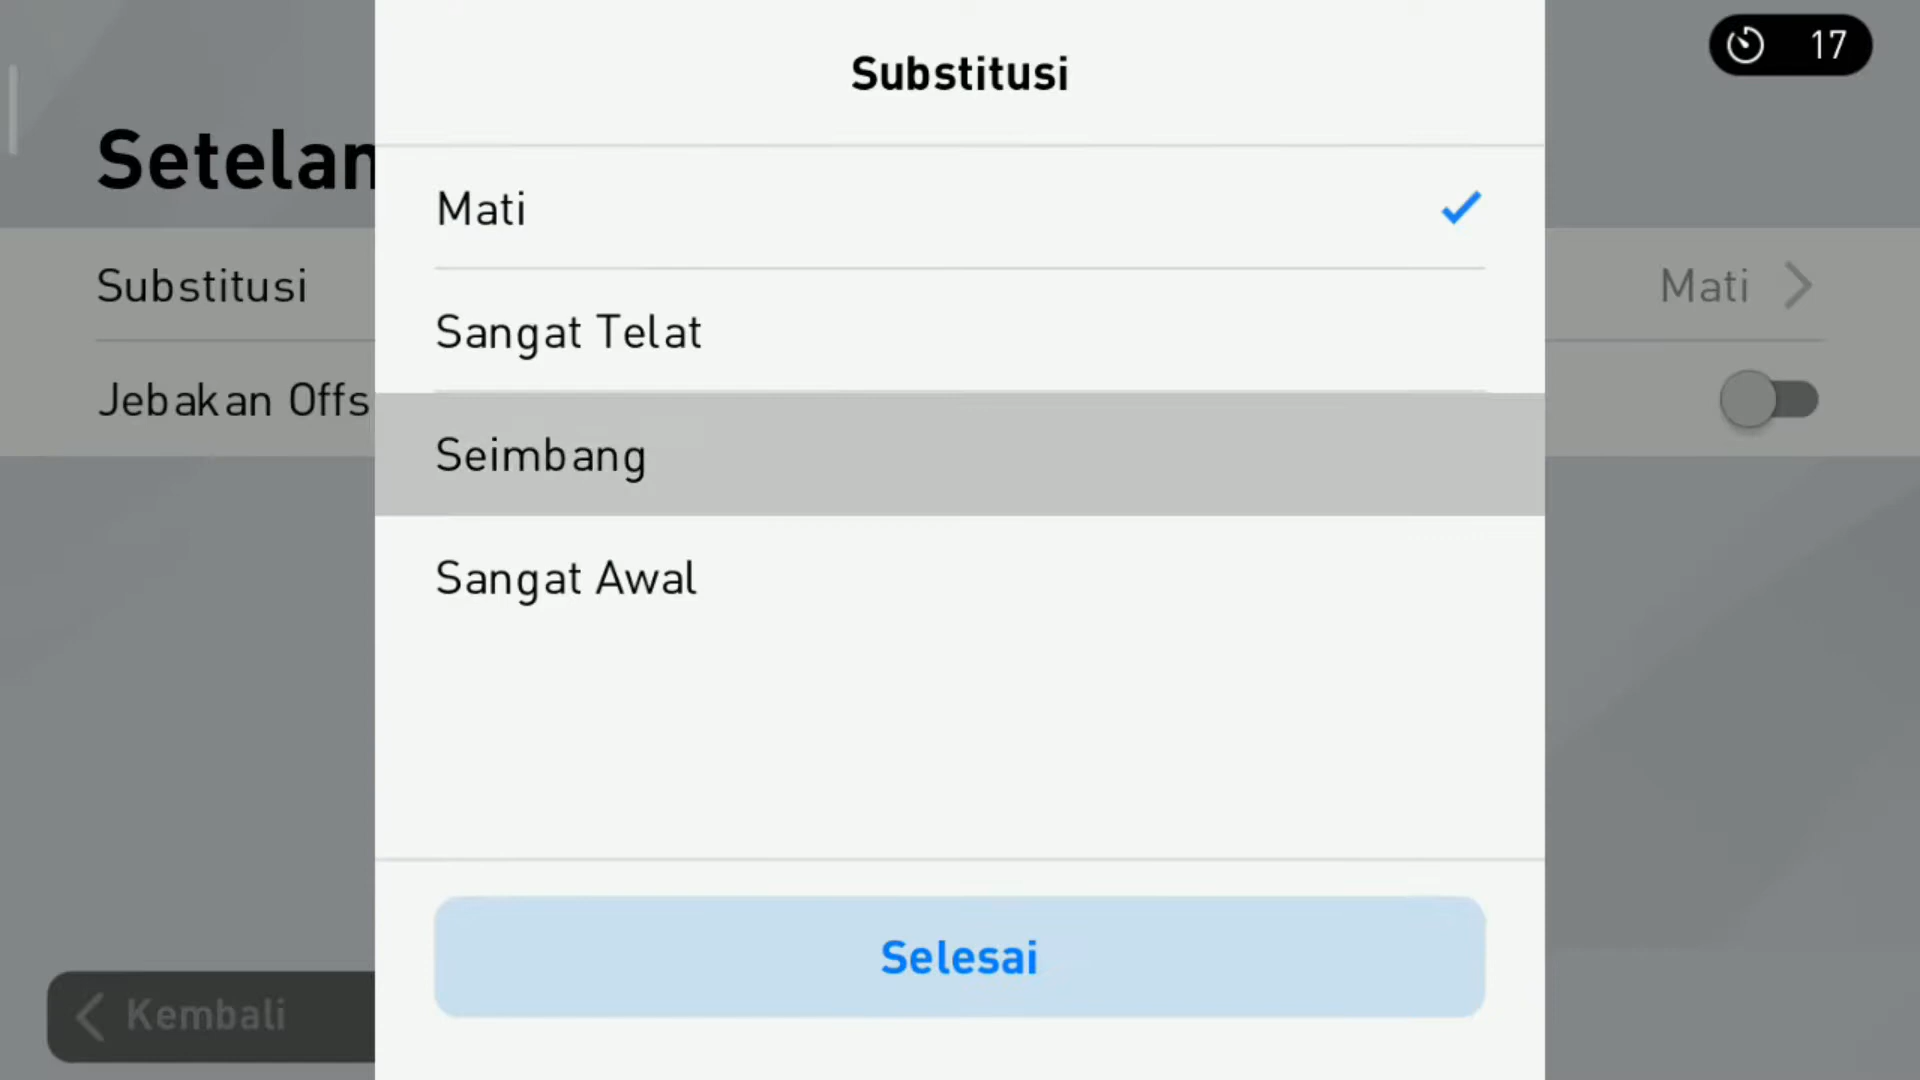 17
Substitusi
Setelan
Mati
Substitusi
Mati
Sangat Telat
Jebakan Offs
Seimbang
Sangat Awal
Selesai
Kembali